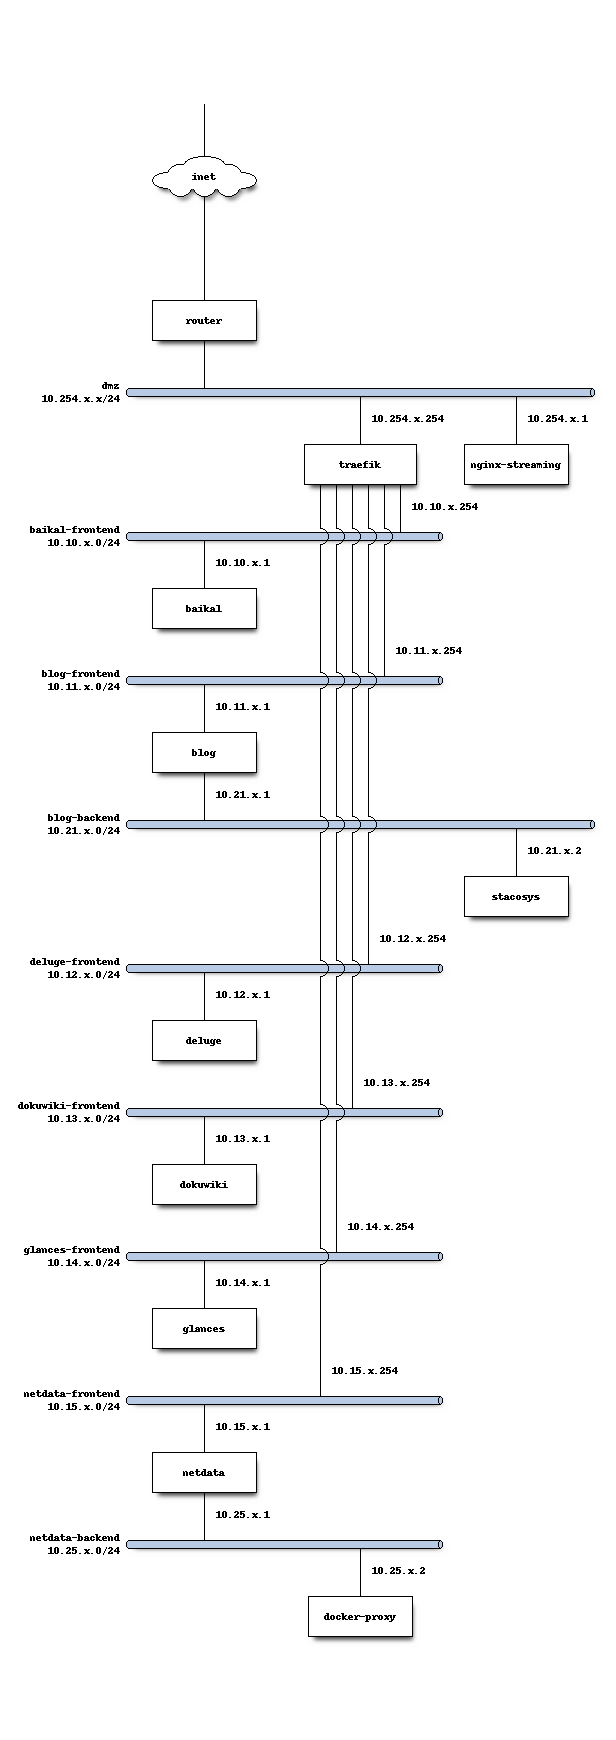 inet
router
dmz
10.254.x.x/24
10.254.x.254
10.254.x.1
traefik
nginx-streaming
10.10.x.254
baikal-frontend
10.10.x.0/24
10.10.x.1
baikal
10.11.x.254
blog-frontend
10.11.x.0/24
10.11.x.1
blog
10.21.x.1
blog-backend
10.21.x.0/24
10.21.x.2
stacosys
10.12.x.254
deluge-frontend
10.12.x.0/24
10.12.x.1
deluge
10.13.x.254
dokuwiki-frontend
10.13.x.0/24
10.13.x.1
dokuwiki
10.14.x.254
glances-frontend
10.14.x.0/24
10.14.x.1
glances
10.15.x.254
netdata-frontend
10.15.x.0/24
10.15.x.1
netdata
10.25.x.1
netdata-backend
10.25.x.0/24
10.25.x.2
docker-proxy